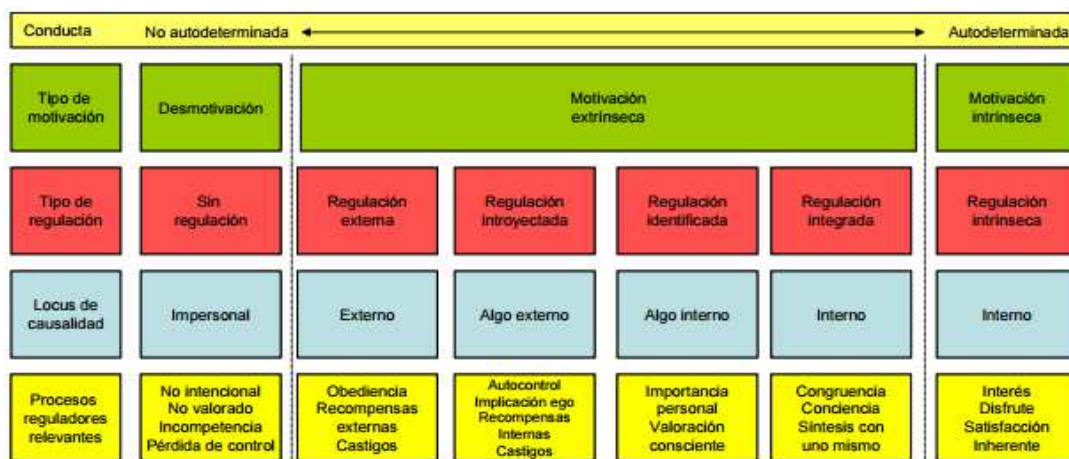 Conducta No autodeterminada Autodeterminada
Tipo de
motivación
Desmotivación
Motivación
extrínseca
Motivación
intrínseca
Tipo de
regulación
Sin
regulación
Regulación
externa
Regulación
introyectada
Regulación
identificada
Regulación
integrada
Regulación
intrínseca
Locus de
causalidad
Impersonal
Externo
Algo externo
Algo interno
Interno
Interno
Procesos
reguladores
relevantes
No intencional
No valorado
Incompetencia
Pérdida de control
Obediencia
Recompensas
externas
Castigos
Autocontrol
Implicación ego
Recompensas
Internas
Castigos
Importancia
personal
Valoración
consciente
Congruencia
Conciencia
Síntesis con
uno mismo
Interés
Disfrute
Satisfacción
Inherente